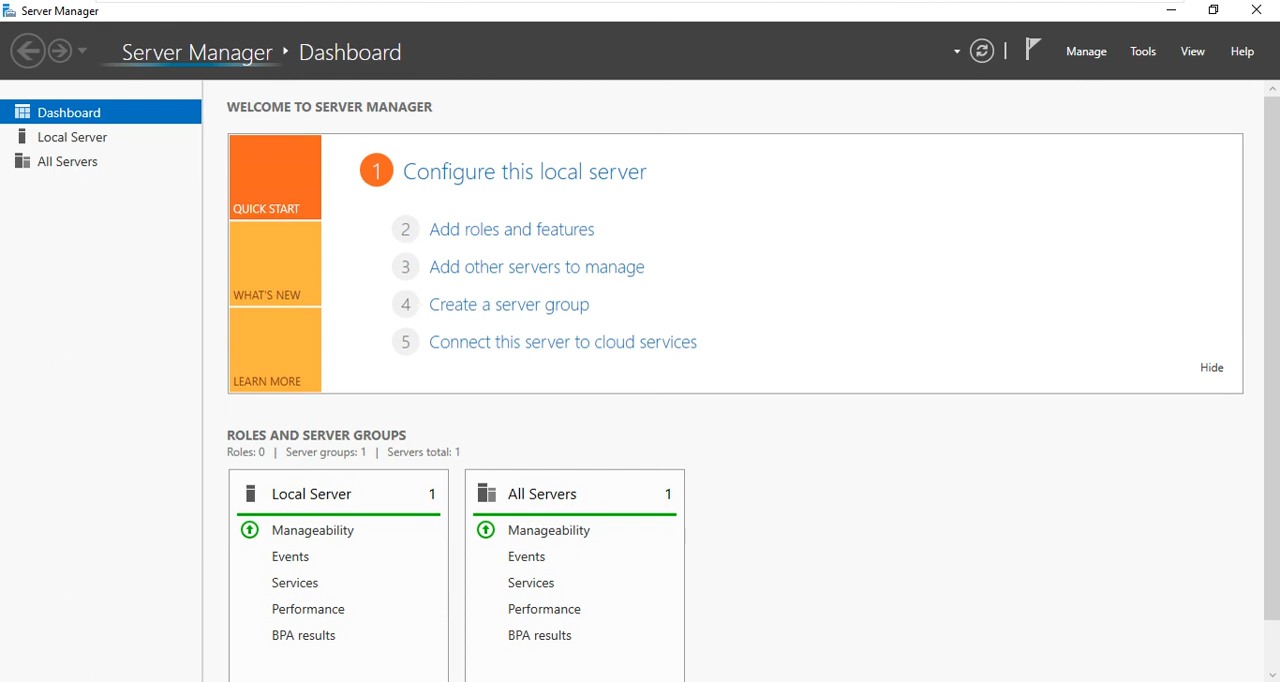 Server Manager
Server Manager ‣ Dashboard
Manage Tools View Help
Dashboard
Local Server
All Servers
WELCOME TO SERVER MANAGER
QUICK START
WHAT'S NEW
LEARN MORE
1 Configure this local server
2 Add roles and features
3 Add other servers to manage
4 Create a server group
5 Connect this server to cloud services
Hide
ROLES AND SERVER GROUPS
Roles: 0 | Server groups: 1 | Servers total: 1
Local Server 1
Manageability
Events
Services
Performance
BPA results
All Servers 1
Manageability
Events
Services
Performance
BPA results